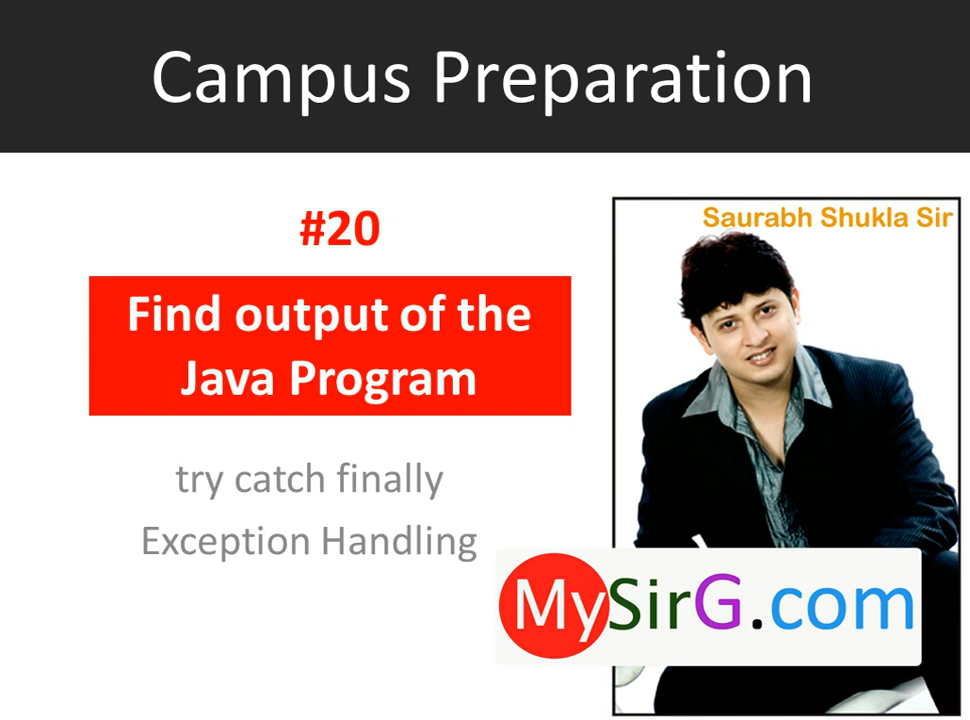 Campus Preparation
#20
Saurabh Shukla Sir
Find output of the
Java Program
try catch finally
Exception Handling
MySirG.com